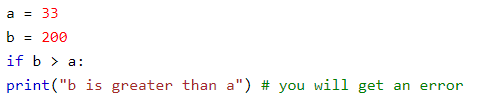 a = 33
b = 200
if b > a:
print("b is greater than a") # you will get an error